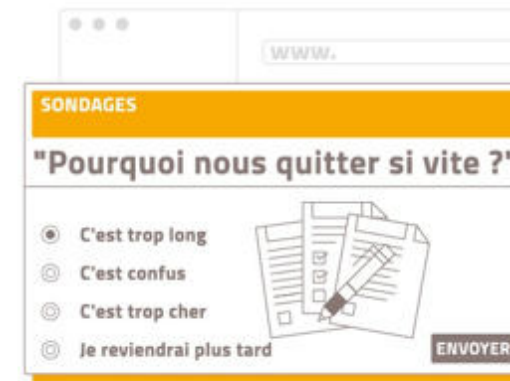 www.
SONDAGES
"Pourquoi nous quitter si vite ?"
C'est trop long
C'est confus
C'est trop cher
Je reviendrai plus tard
ENVOYER